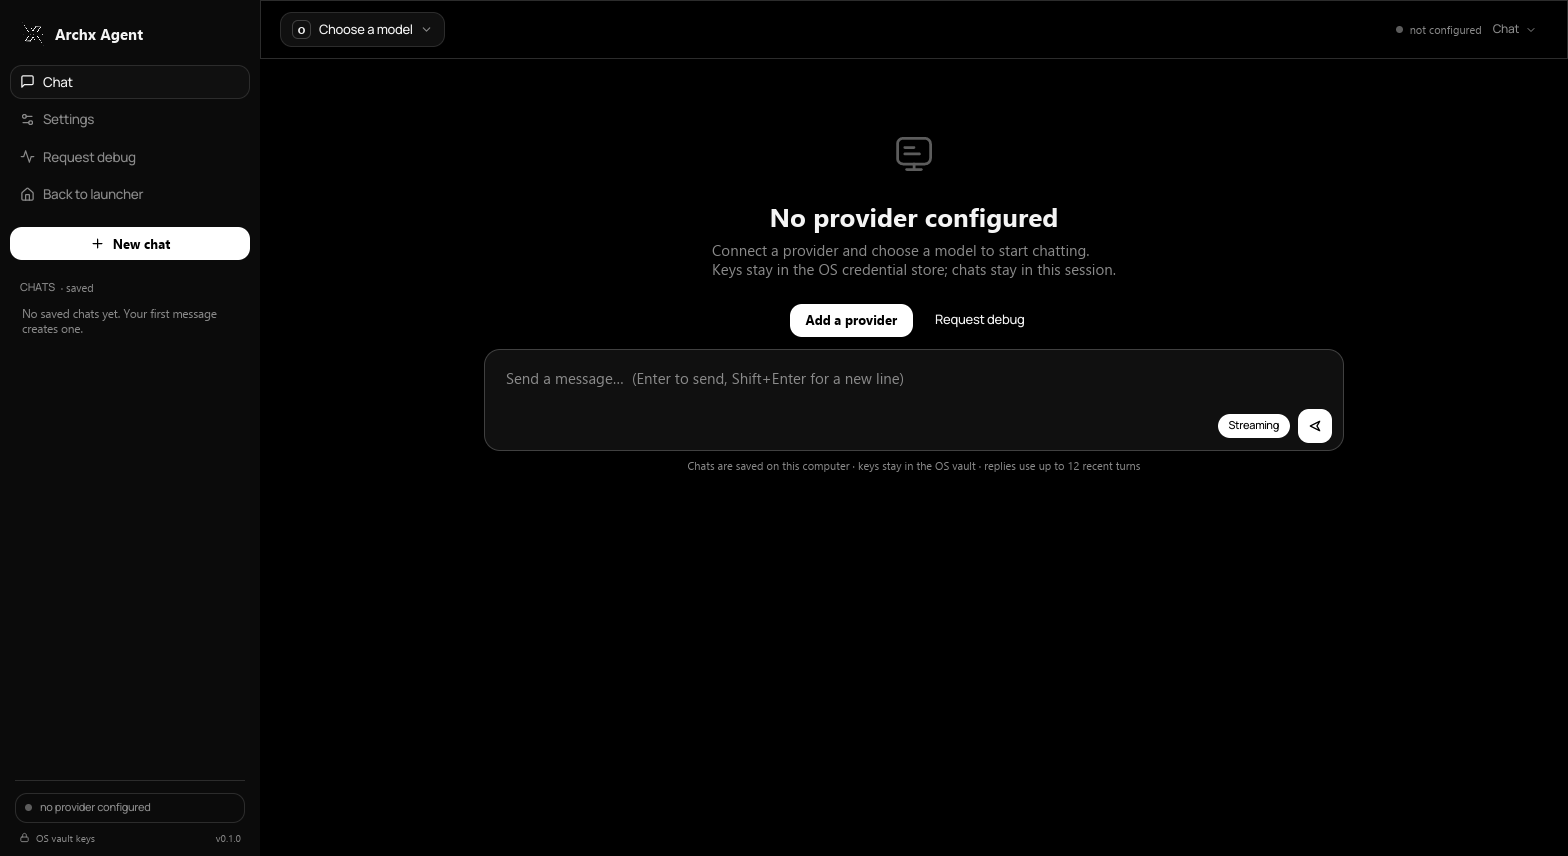 Archx Agent
Chat
Settings
Request debug
Back to launcher
New chat
CHATS · saved
No saved chats yet. Your first message
creates one.
no provider configured
OS vault keys
v0.1.0
O Choose a model
not configured
Chat
No provider configured
Connect a provider and choose a model to start chatting.
Keys stay in the OS credential store; chats stay in this session.
Add a provider
Request debug
Send a message... (Enter to send, Shift+Enter for a new line)
Streaming
Chats are saved on this computer · keys stay in the OS vault · replies use up to 12 recent turns